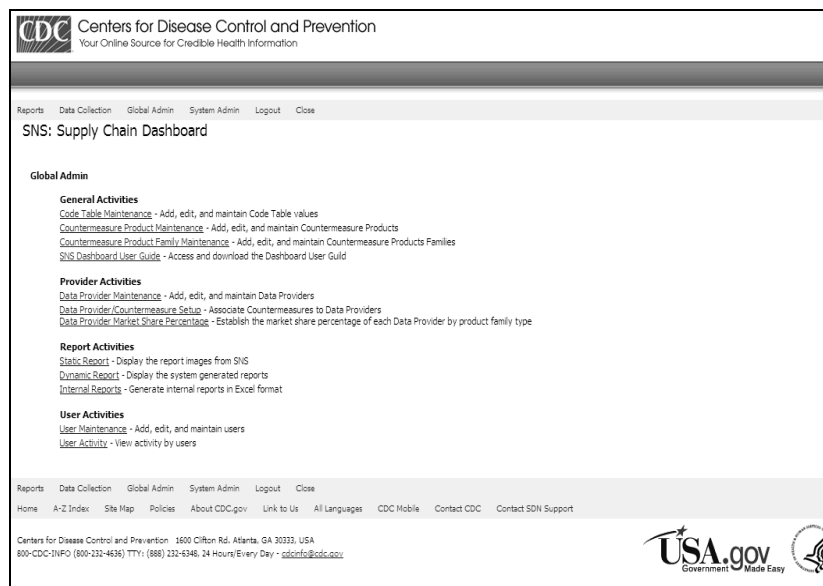 CDC Centers for Disease Control and Prevention
Your Online Source for Credible Health Information
Reports Data Collection Global Admin System Admin Logout Close
SNS: Supply Chain Dashboard
Global Admin
General Activities
Code Table Maintenance - Add, edit, and maintain Code Table values
Countermeasure Product Maintenance - Add, edit, and maintain Countermeasure Products
Countermeasure Product Family Maintenance - Add, edit, and maintain Countermeasure Products Families
SNS Dashboard User Guide - Access and download the Dashboard User Guild
Provider Activities
Data Provider Maintenance - Add, edit, and maintain Data Providers
Data Provider/Countermeasure Setup - Associate Countermeasures to Data Providers
Data Provider Market Share Percentage - Establish the market share percentage of each Data Provider by product family type
Report Activities
Static Report - Display the report images from SNS
Dynamic Report - Display the system generated reports
Internal Reports - Generate internal reports in Excel format
User Activities
User Maintenance - Add, edit, and maintain users
User Activity - View activity by users
Reports Data Collection Global Admin System Admin Logout Close
Home A-Z Index Site Map Policies About CDC.gov Link to Us All Languages CDC Mobile Contact CDC Contact SDN Support
Centers for Disease Control and Prevention 1600 Clifton Rd. Atlanta, GA 30333, USA
800-CDC-INFO (800-232-4636) TTY: (888) 232-6348, 24 Hours/Every Day - cdcinfo@cdc.gov
USA.gov
Government Made Easy